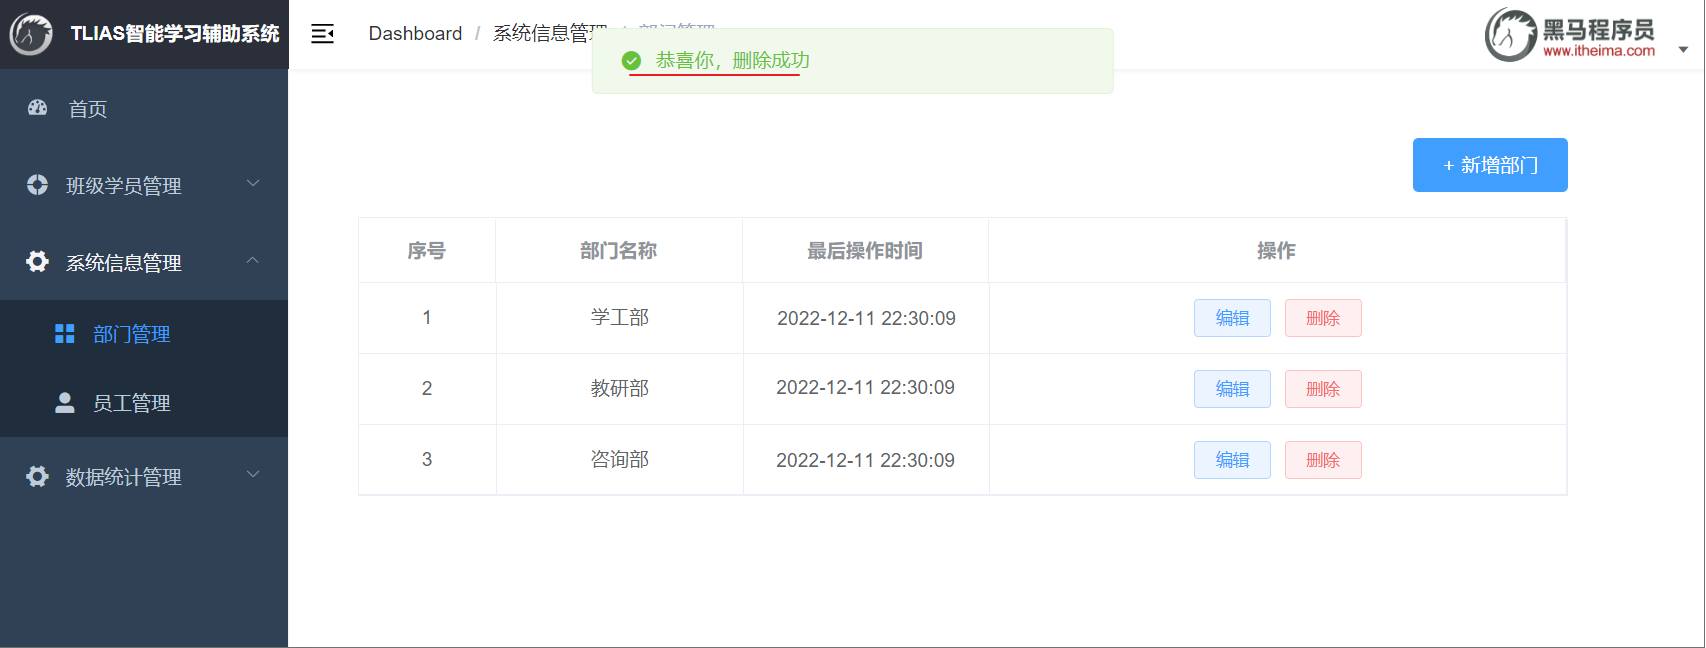 TLIAS智能学习辅助系统
Dashboard / 系统信息管理 / 部门管理
黑马程序员
www.itheima.com
恭喜你，删除成功
首页
班级学员管理
系统信息管理
部门管理
员工管理
数据统计管理
+ 新增部门
序号 部门名称 最后操作时间 操作
1 学工部 2022-12-11 22:30:09 编辑 删除
2 教研部 2022-12-11 22:30:09 编辑 删除
3 咨询部 2022-12-11 22:30:09 编辑 删除